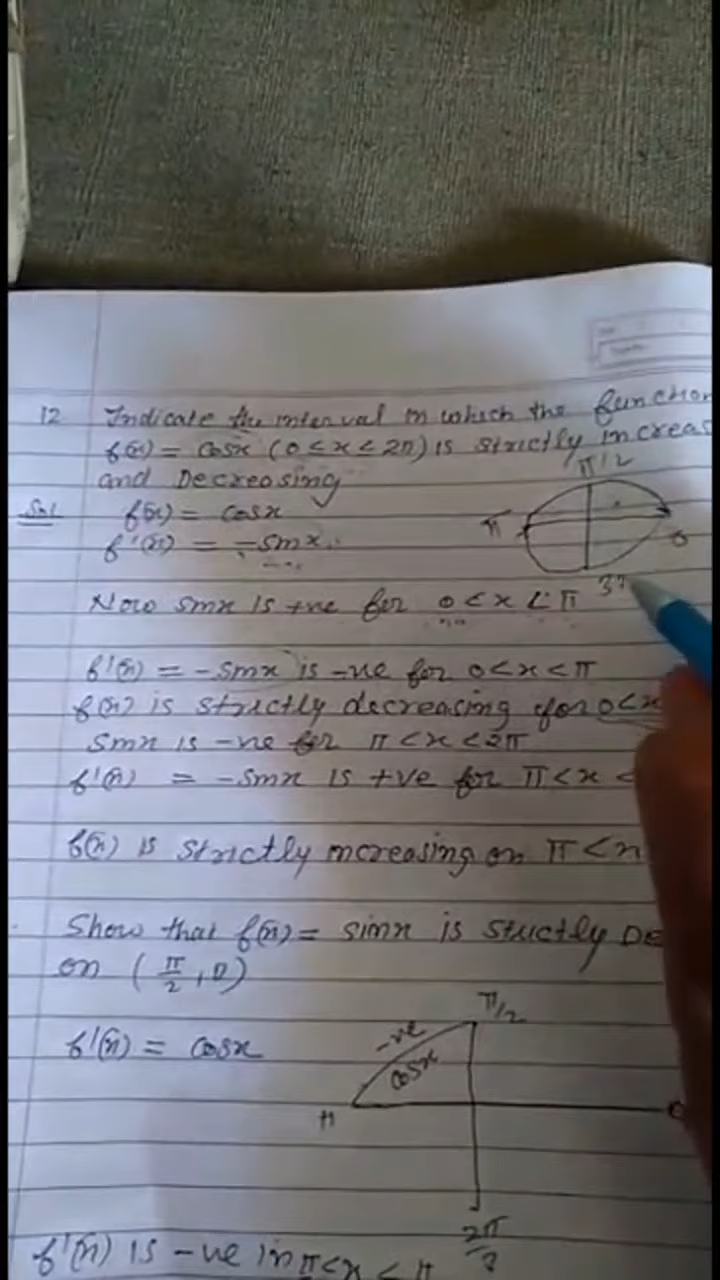 12 Indicate the interval in which the function
f(x) = cosx (0 ≤ x ≤ 2π) is strictly increas
and Decreasing
π/2
Sol f(x) = cosx
π 0
f'(x) = -sinx.
3
Now sinx is +ve for 0 < x < π
f'(x) = -sinx is -ve for 0 < x < π
f(x) is strictly decreasing for 0 < x
sinx is -ve for π < x < 2π
f'(x) = -sinx is +ve for π < x <
f(x) is strictly increasing on π < x
Show that f(x) = sinx is strictly De
on (π/2, π)
π/2
-ve
f'(x) = cosx
cosx
π
2π/2
f'(x) is -ve in π < x < π